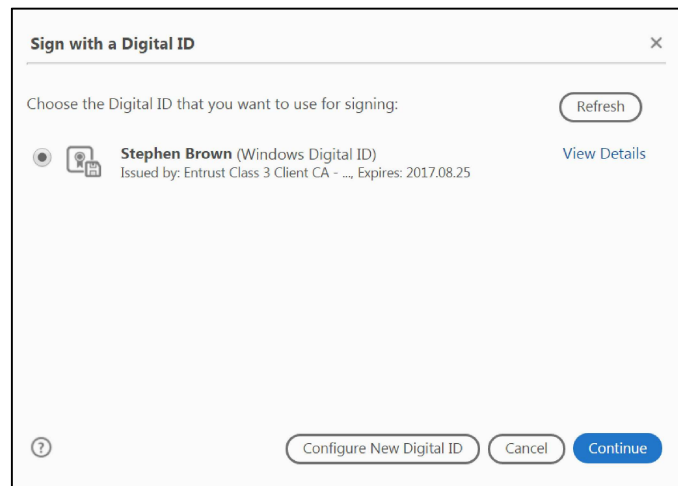 Sign with a Digital ID
Choose the Digital ID that you want to use for signing:
Refresh
Stephen Brown (Windows Digital ID)
View Details
Issued by: Entrust Class 3 Client CA - ..., Expires: 2017.08.25
?
Configure New Digital ID
Cancel
Continue